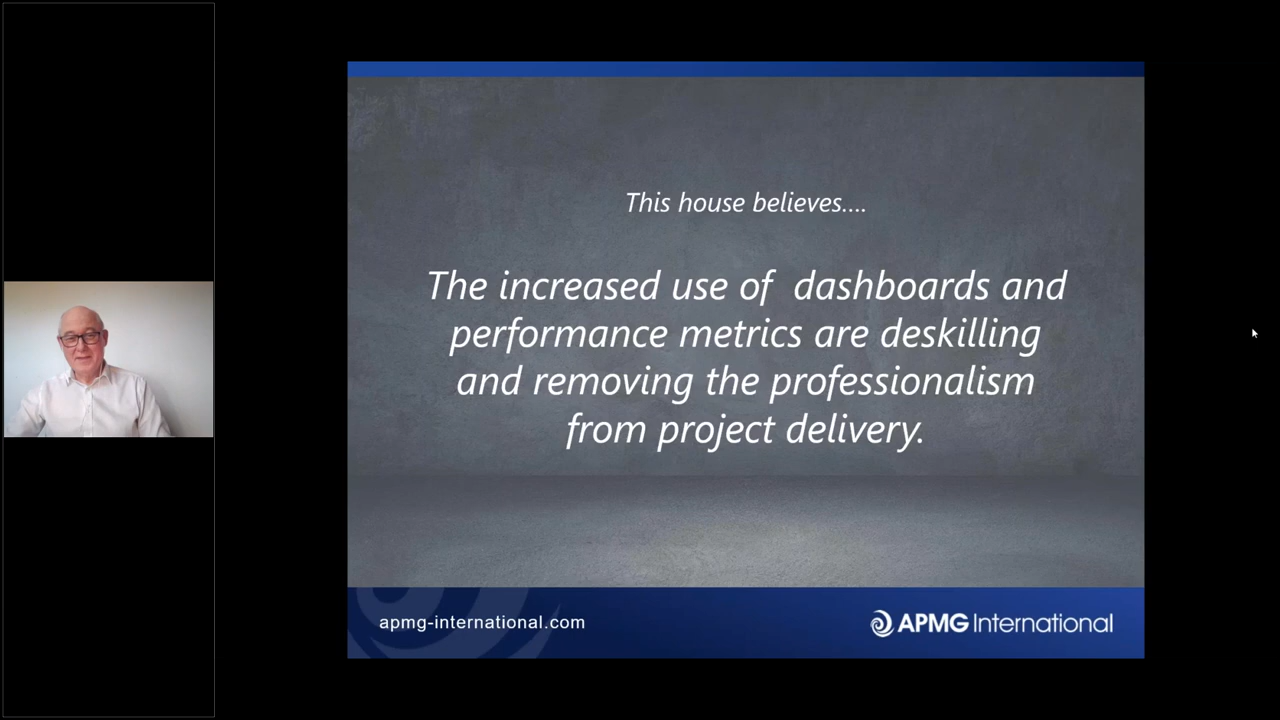 This house believes....
The increased use of  dashboards and
performance metrics are deskilling
and removing the professionalism
from project delivery.
apmg-international.com
APMG International